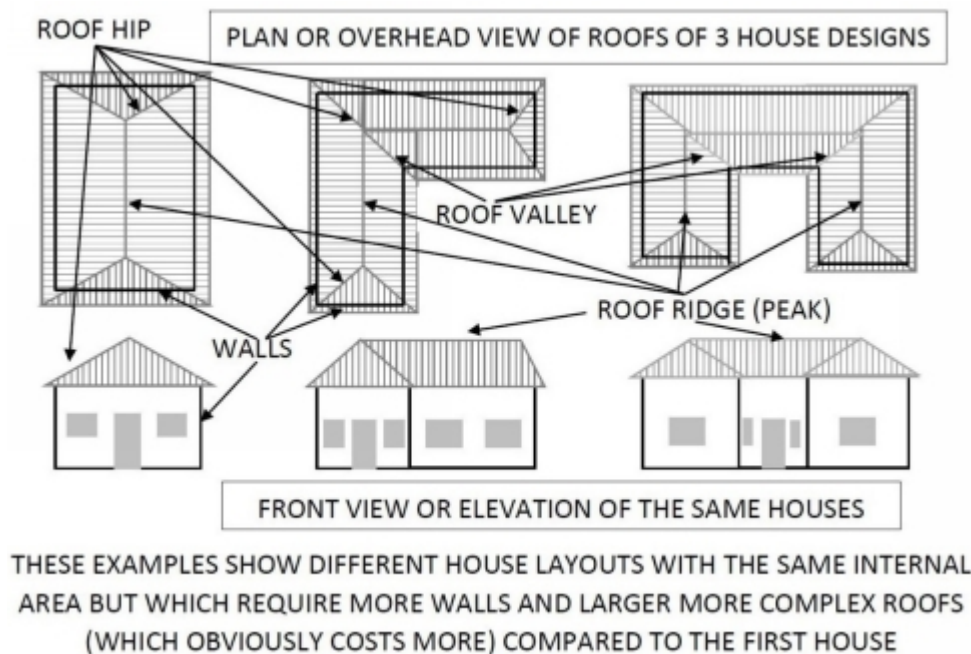 ROOF HIP
PLAN OR OVERHEAD VIEW OF ROOFS OF 3 HOUSE DESIGNS
ROOF VALLEY
ROOF RIDGE (PEAK)
WALLS
FRONT VIEW OR ELEVATION OF THE SAME HOUSES
THESE EXAMPLES SHOW DIFFERENT HOUSE LAYOUTS WITH THE SAME INTERNAL
AREA BUT WHICH REQUIRE MORE WALLS AND LARGER MORE COMPLEX ROOFS
(WHICH OBVIOUSLY COSTS MORE) COMPARED TO THE FIRST HOUSE